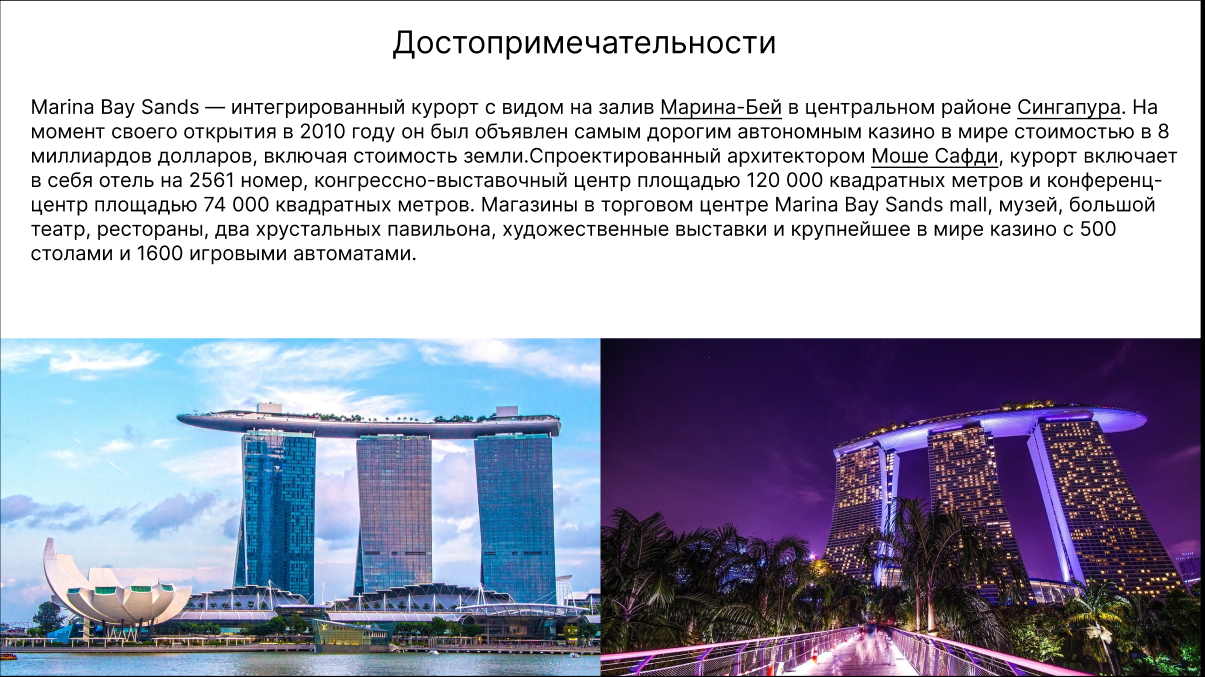 Достопримечательности
Marina Bay Sands — интегрированный курорт с видом на залив Марина-Бей в центральном районе Сингапура. На
момент своего открытия в 2010 году он был объявлен самым дорогим автономным казино в мире стоимостью в 8
миллиардов долларов, включая стоимость земли.Спроектированный архитектором Моше Сафди, курорт включает
в себя отель на 2561 номер, конгрессно-выставочный центр площадью 120 000 квадратных метров и конференц-
центр площадью 74 000 квадратных метров. Магазины в торговом центре Marina Bay Sands mall, музей, большой
театр, рестораны, два хрустальных павильона, художественные выставки и крупнейшее в мире казино с 500
столами и 1600 игровыми автоматами.